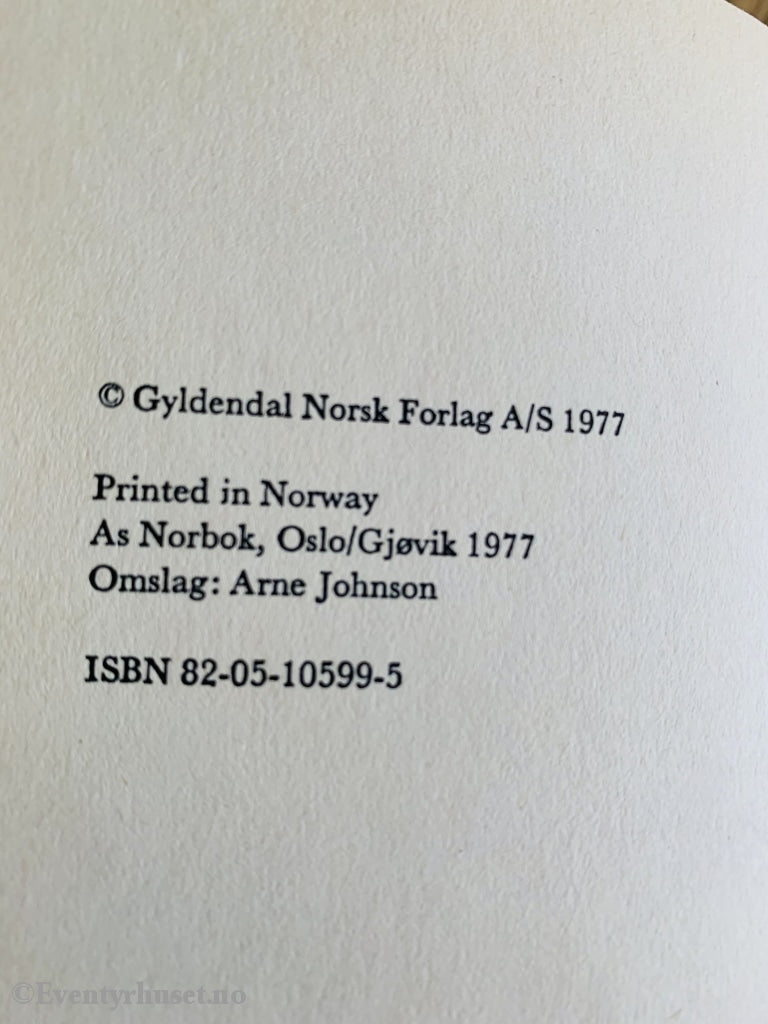 © Gyldendal Norsk Forlag A/S 1977
Printed in Norway
As Norbok, Oslo/Gjøvik 1977
Omslag: Arne Johnson
ISBN 82-05-10599-5
©Eventyrhuset.no